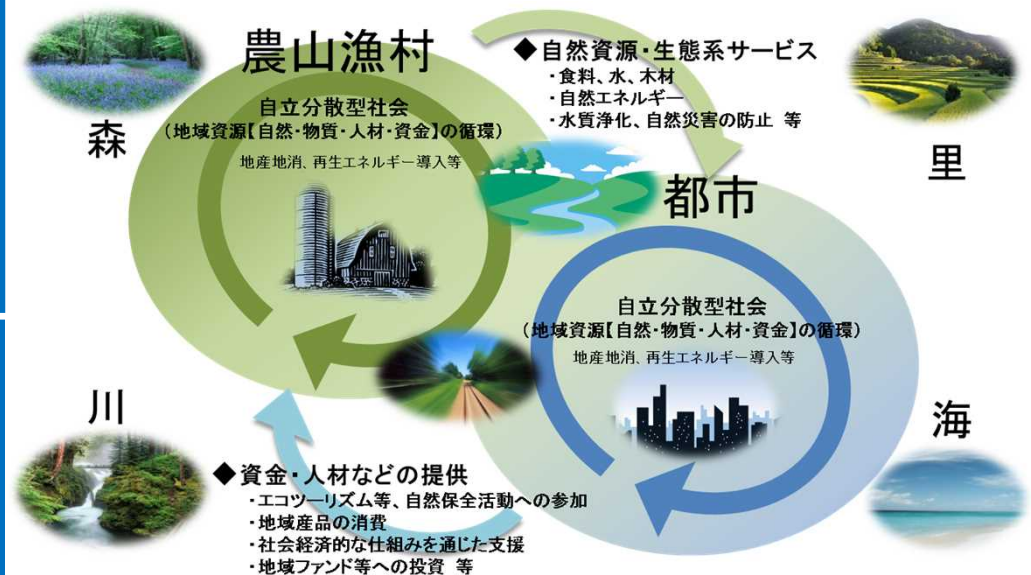 農山漁村
自立分散型社会
(地域資源【自然・物質・人材・資金】の循環)
地産地消、再生エネルギー導入等
森
◆自然資源・生態系サービス
・食料、水、木材
・自然エネルギー
・水質浄化、自然災害の防止 等
里
都市
自立分散型社会
(地域資源【自然・物質・人材・資金】の循環)
地産地消、再生エネルギー導入等
川
海
◆資金・人材などの提供
・エコツーリズム等、自然保全活動への参加
・地域産品の消費
・社会経済的な仕組みを通じた支援
・地域ファンド等への投資 等